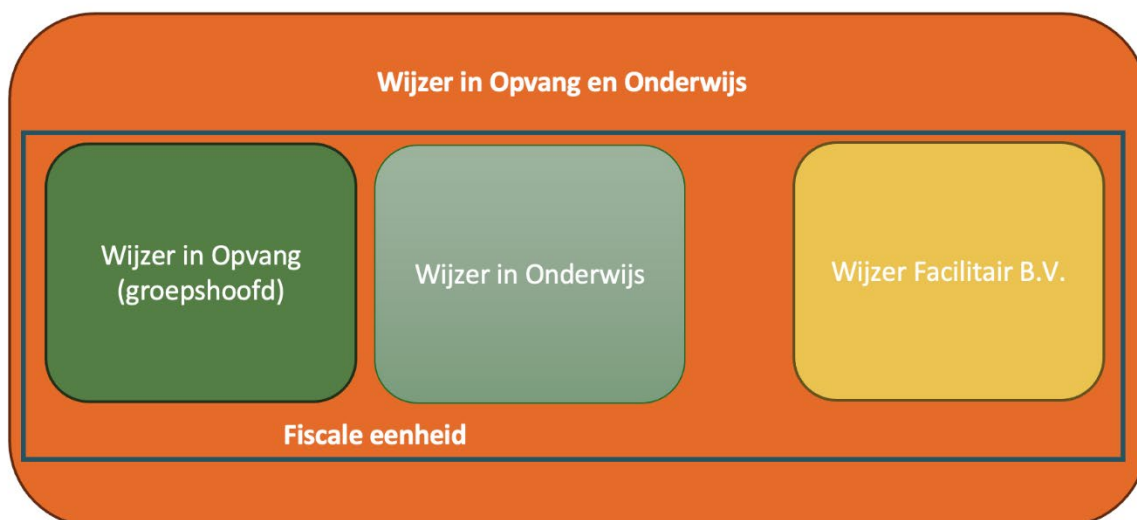 Wijzer in Opvang en Onderwijs
Wijzer in Opvang
(groepshoofd)
Wijzer in Onderwijs
Wijzer Facilitair B.V.
Fiscale eenheid